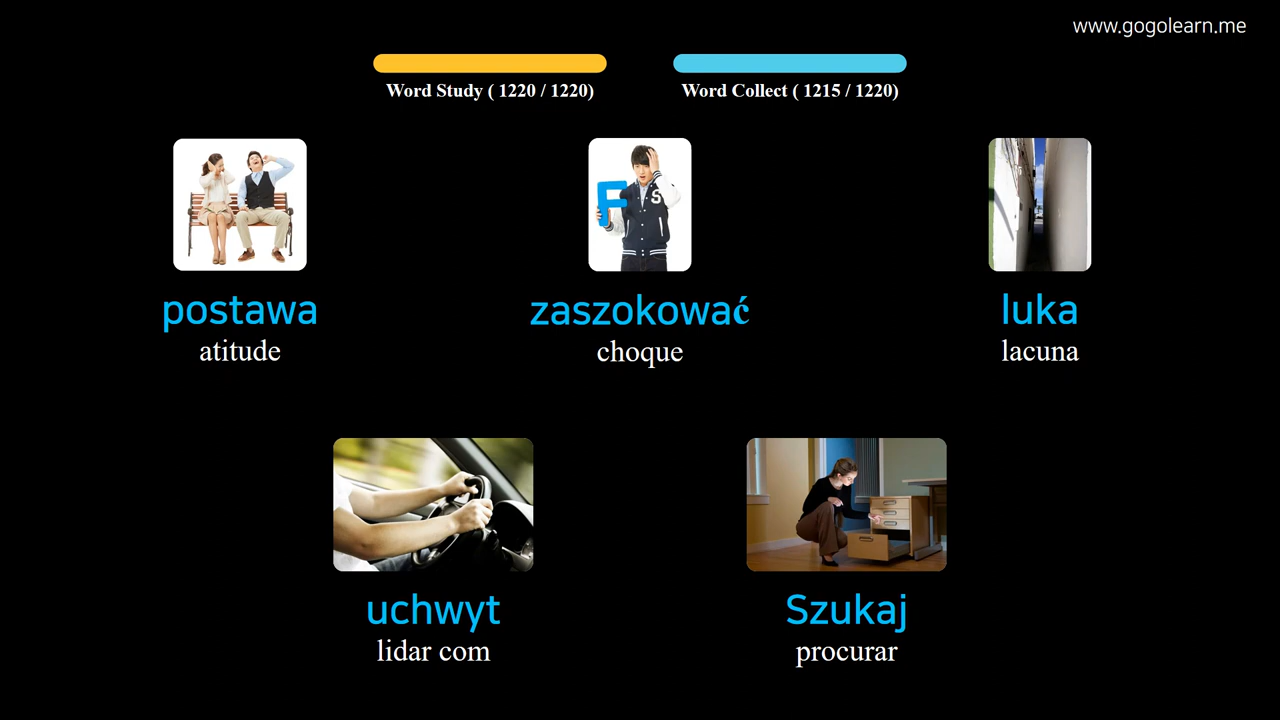 www.gogolearn.me
Word Study ( 1220 / 1220)
Word Collect ( 1215 / 1220)
F
S
postawa
atitude
zaszokować
choque
luka
lacuna
uchwyt
lidar com
Szukaj
procurar